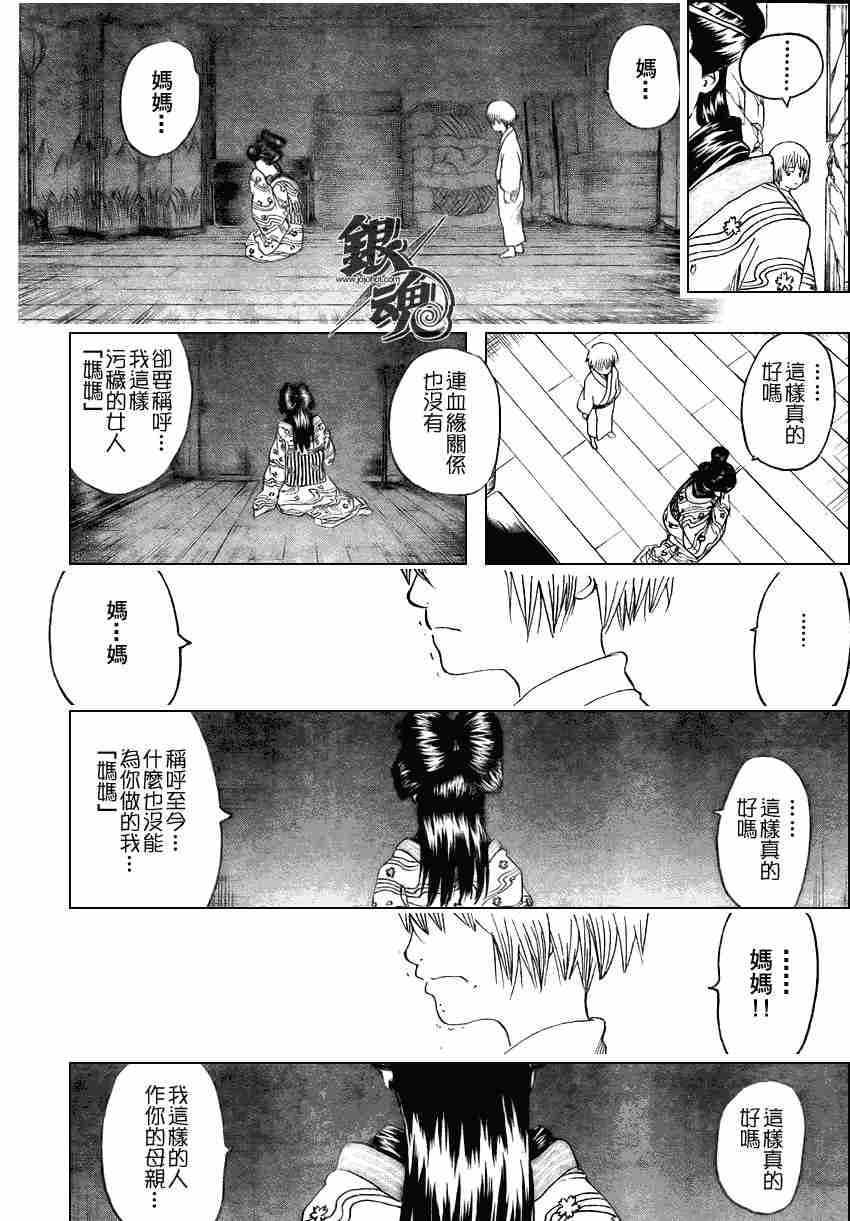 ……
媽…
媽媽…
銀魂
www.jojohot.com
……
這樣真的
好嗎
連血緣關係
也沒有
卻要稱呼…
我這樣
污穢的女人
「媽媽」
……
媽…媽
……
這樣真的
好嗎
稱呼至今…
什麼也沒能
為你做的我…
「媽媽」
……
媽媽!!
這樣真的
好嗎
我這樣的人
作你的母親…